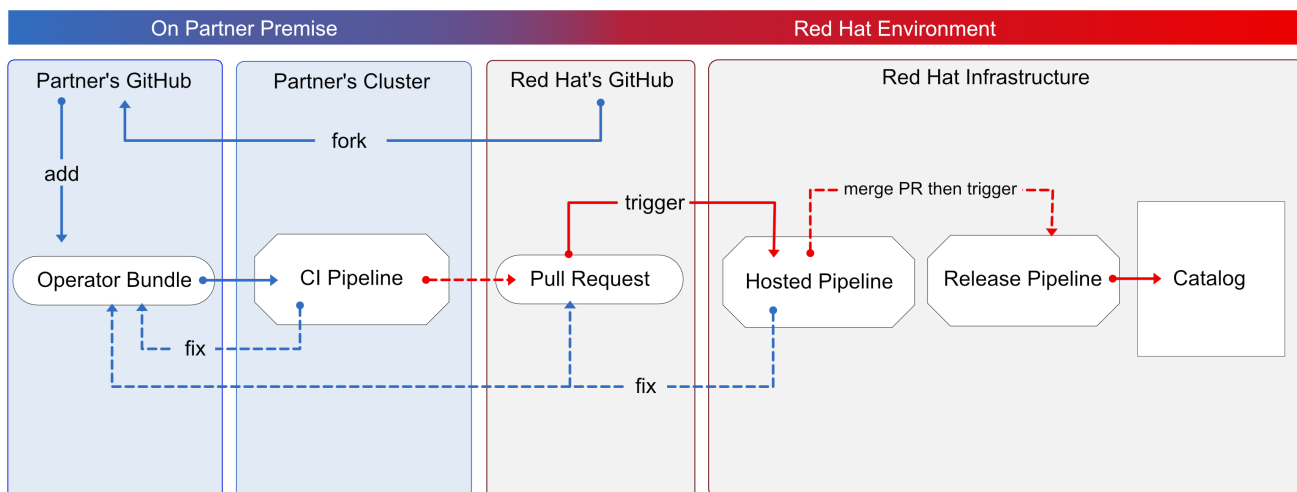 On Partner Premise
Red Hat Environment
Partner's GitHub
Partner's Cluster
Red Hat's GitHub
Red Hat Infrastructure
fork
add
merge PR then trigger
trigger
Operator Bundle
CI Pipeline
Pull Request
Hosted Pipeline
Release Pipeline
Catalog
fix
fix